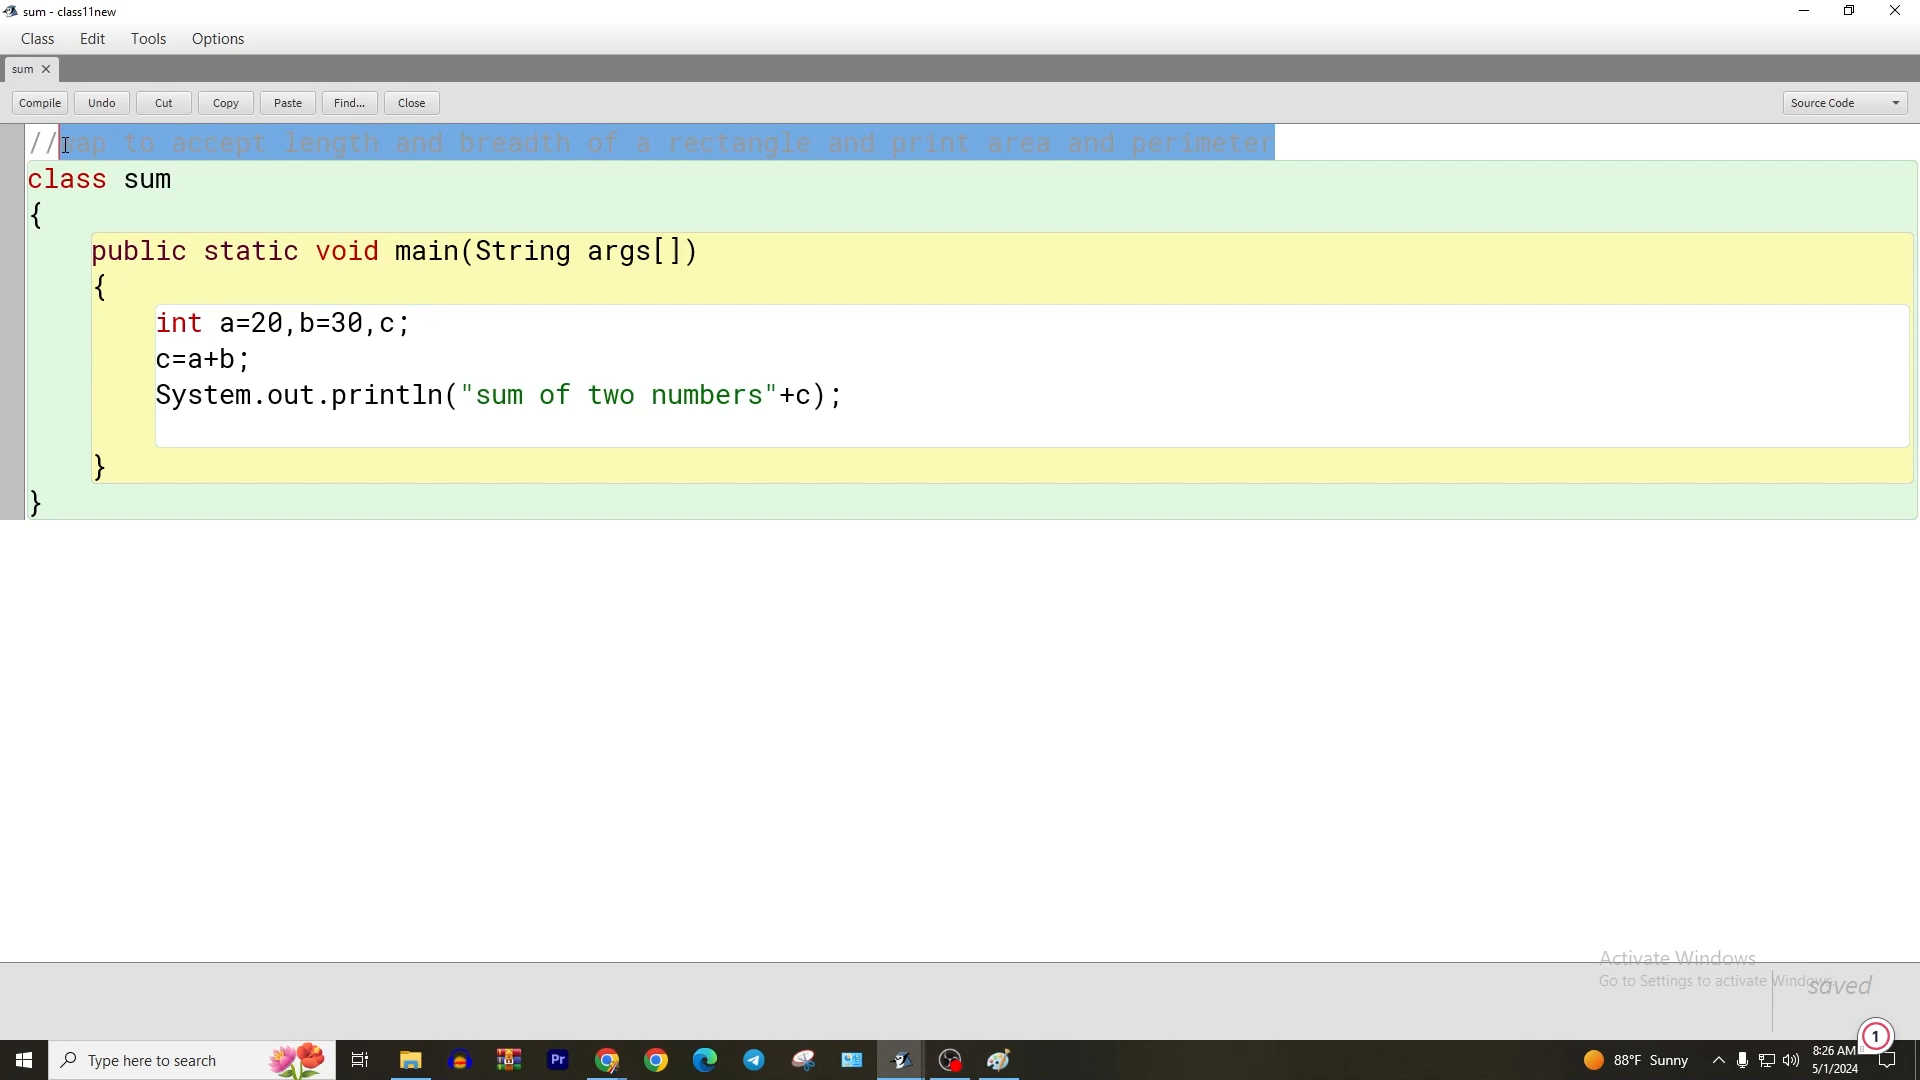 sum - class11new
Class Edit Tools Options
sum
Compile Undo Cut Copy Paste Find... Close Source Code
//wap to accept length and breadth of a rectangle and print area and perimeter
class sum
{
public static void main(String args[])
{
int a=20,b=30,c;
c=a+b;
System.out.println("sum of two numbers"+c);
}
}
Activate Windows
Go to Settings to activate Windows.
saved
1
Type here to search
Pr
88°F Sunny
8:26 AM
5/1/2024